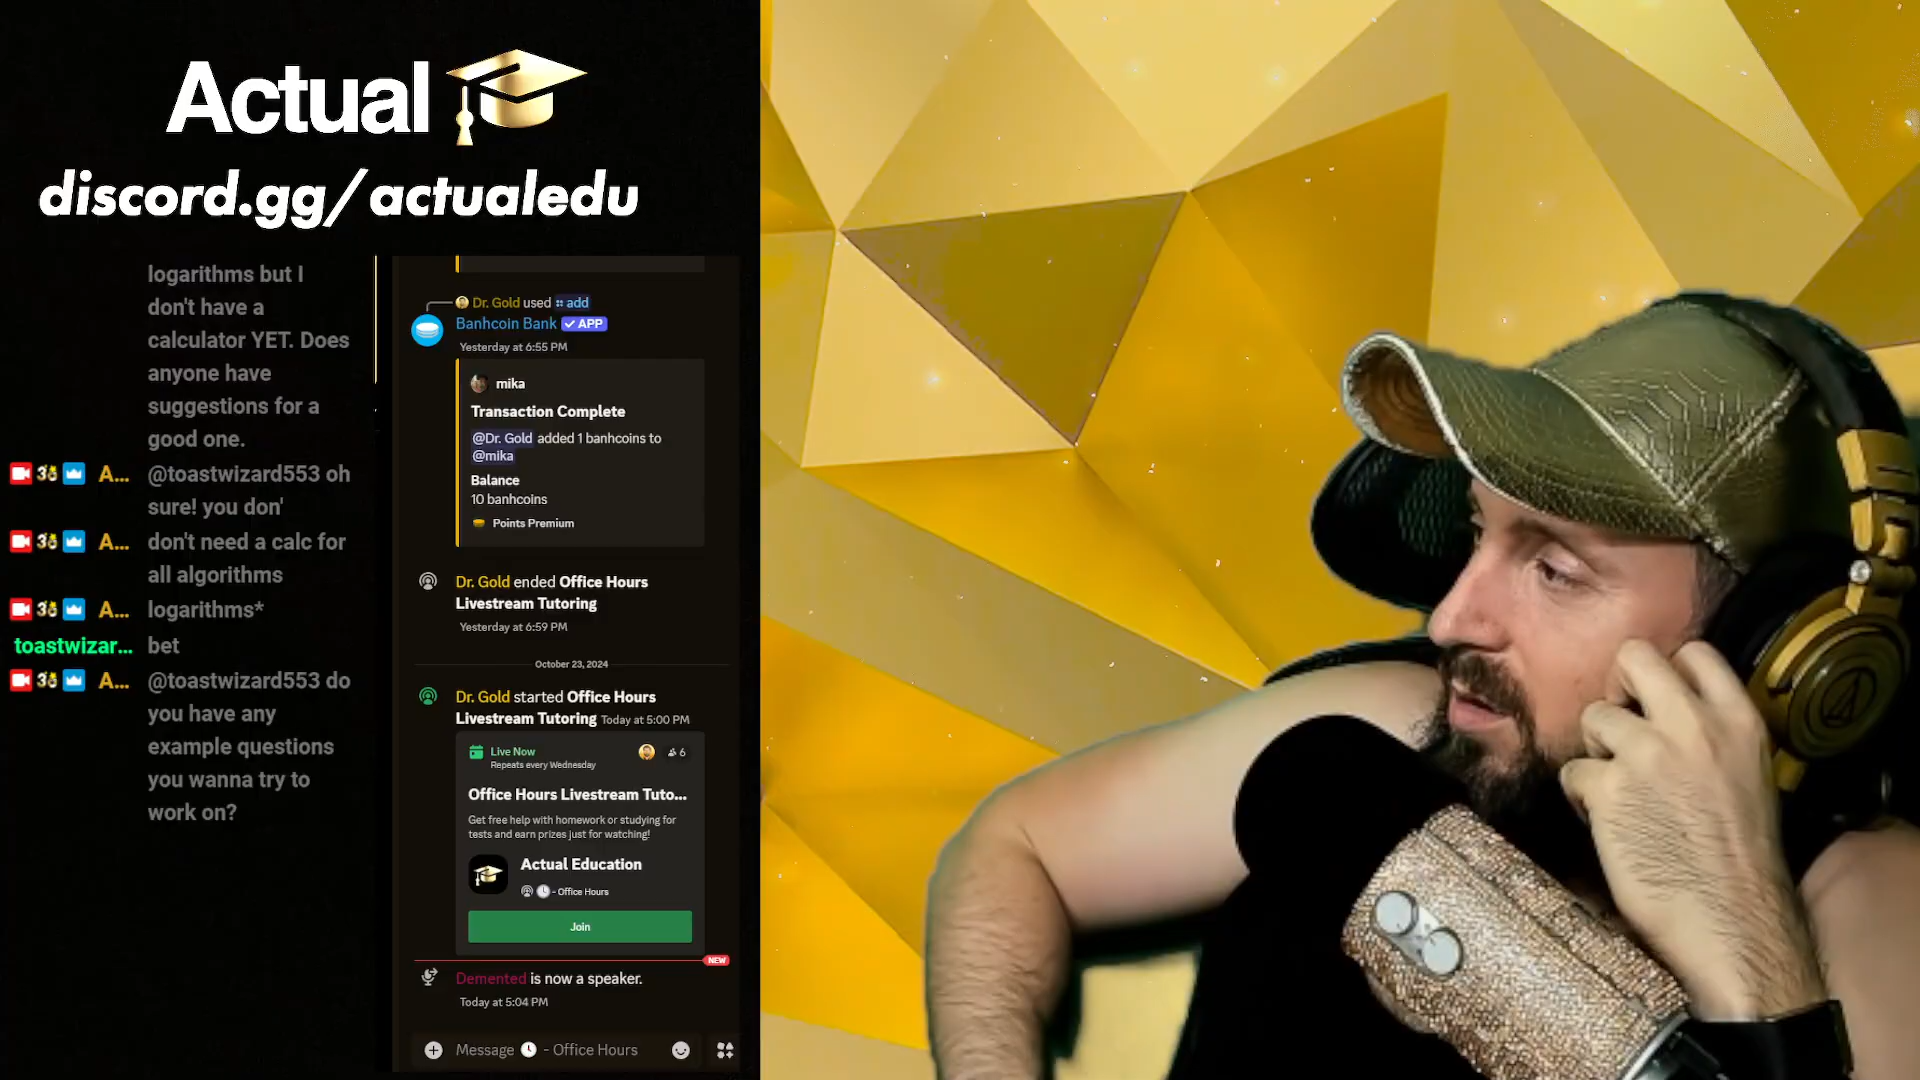 Actual
discord.gg/actualedu
logarithms but I
don't have a
calculator YET. Does
anyone have
suggestions for a
good one.
A... @toastwizard553 oh
sure! you don'
A... don't need a calc for
all algorithms
A... logarithms*
toastwizar... bet
A... @toastwizard553 do
you have any
example questions
you wanna try to
work on?
Dr. Gold used add
Banhcoin Bank APP
Yesterday at 6:55 PM
mika
Transaction Complete
@Dr. Gold added 1 banhcoins to
@mika
Balance
10 banhcoins
Points Premium
Dr. Gold ended Office Hours
Livestream Tutoring
Yesterday at 6:59 PM
October 23, 2024
Dr. Gold started Office Hours
Livestream Tutoring Today at 5:00 PM
Live Now
6
Repeats every Wednesday
Office Hours Livestream Tuto...
Get free help with homework or studying for
tests and earn prizes just for watching!
Actual Education
- Office Hours
Join
NEW
Demented is now a speaker.
Today at 5:04 PM
Message - Office Hours